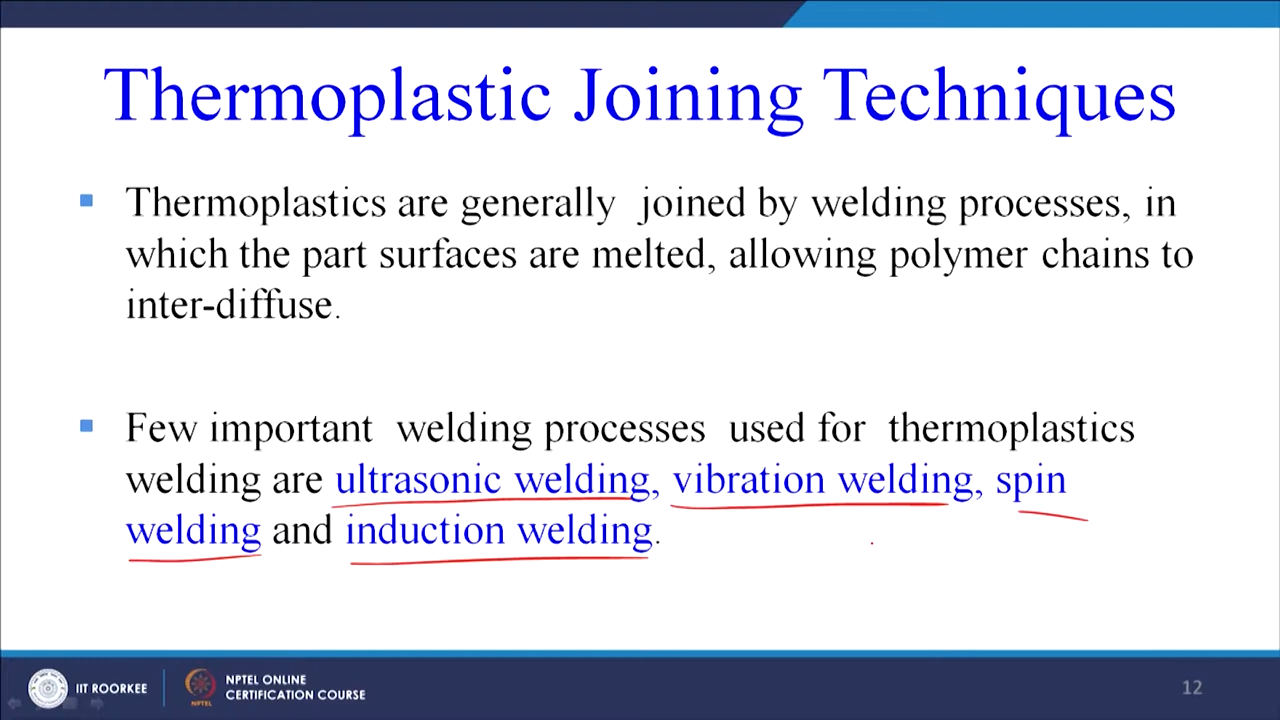 Thermoplastic Joining Techniques
Thermoplastics are generally joined by welding processes, in
which the part surfaces are melted, allowing polymer chains to
inter-diffuse.
Few important welding processes used for thermoplastics
welding are ultrasonic welding, vibration welding, spin
welding and induction welding.
IIT ROORKEE
NPTEL
NPTEL ONLINE
CERTIFICATION COURSE
12